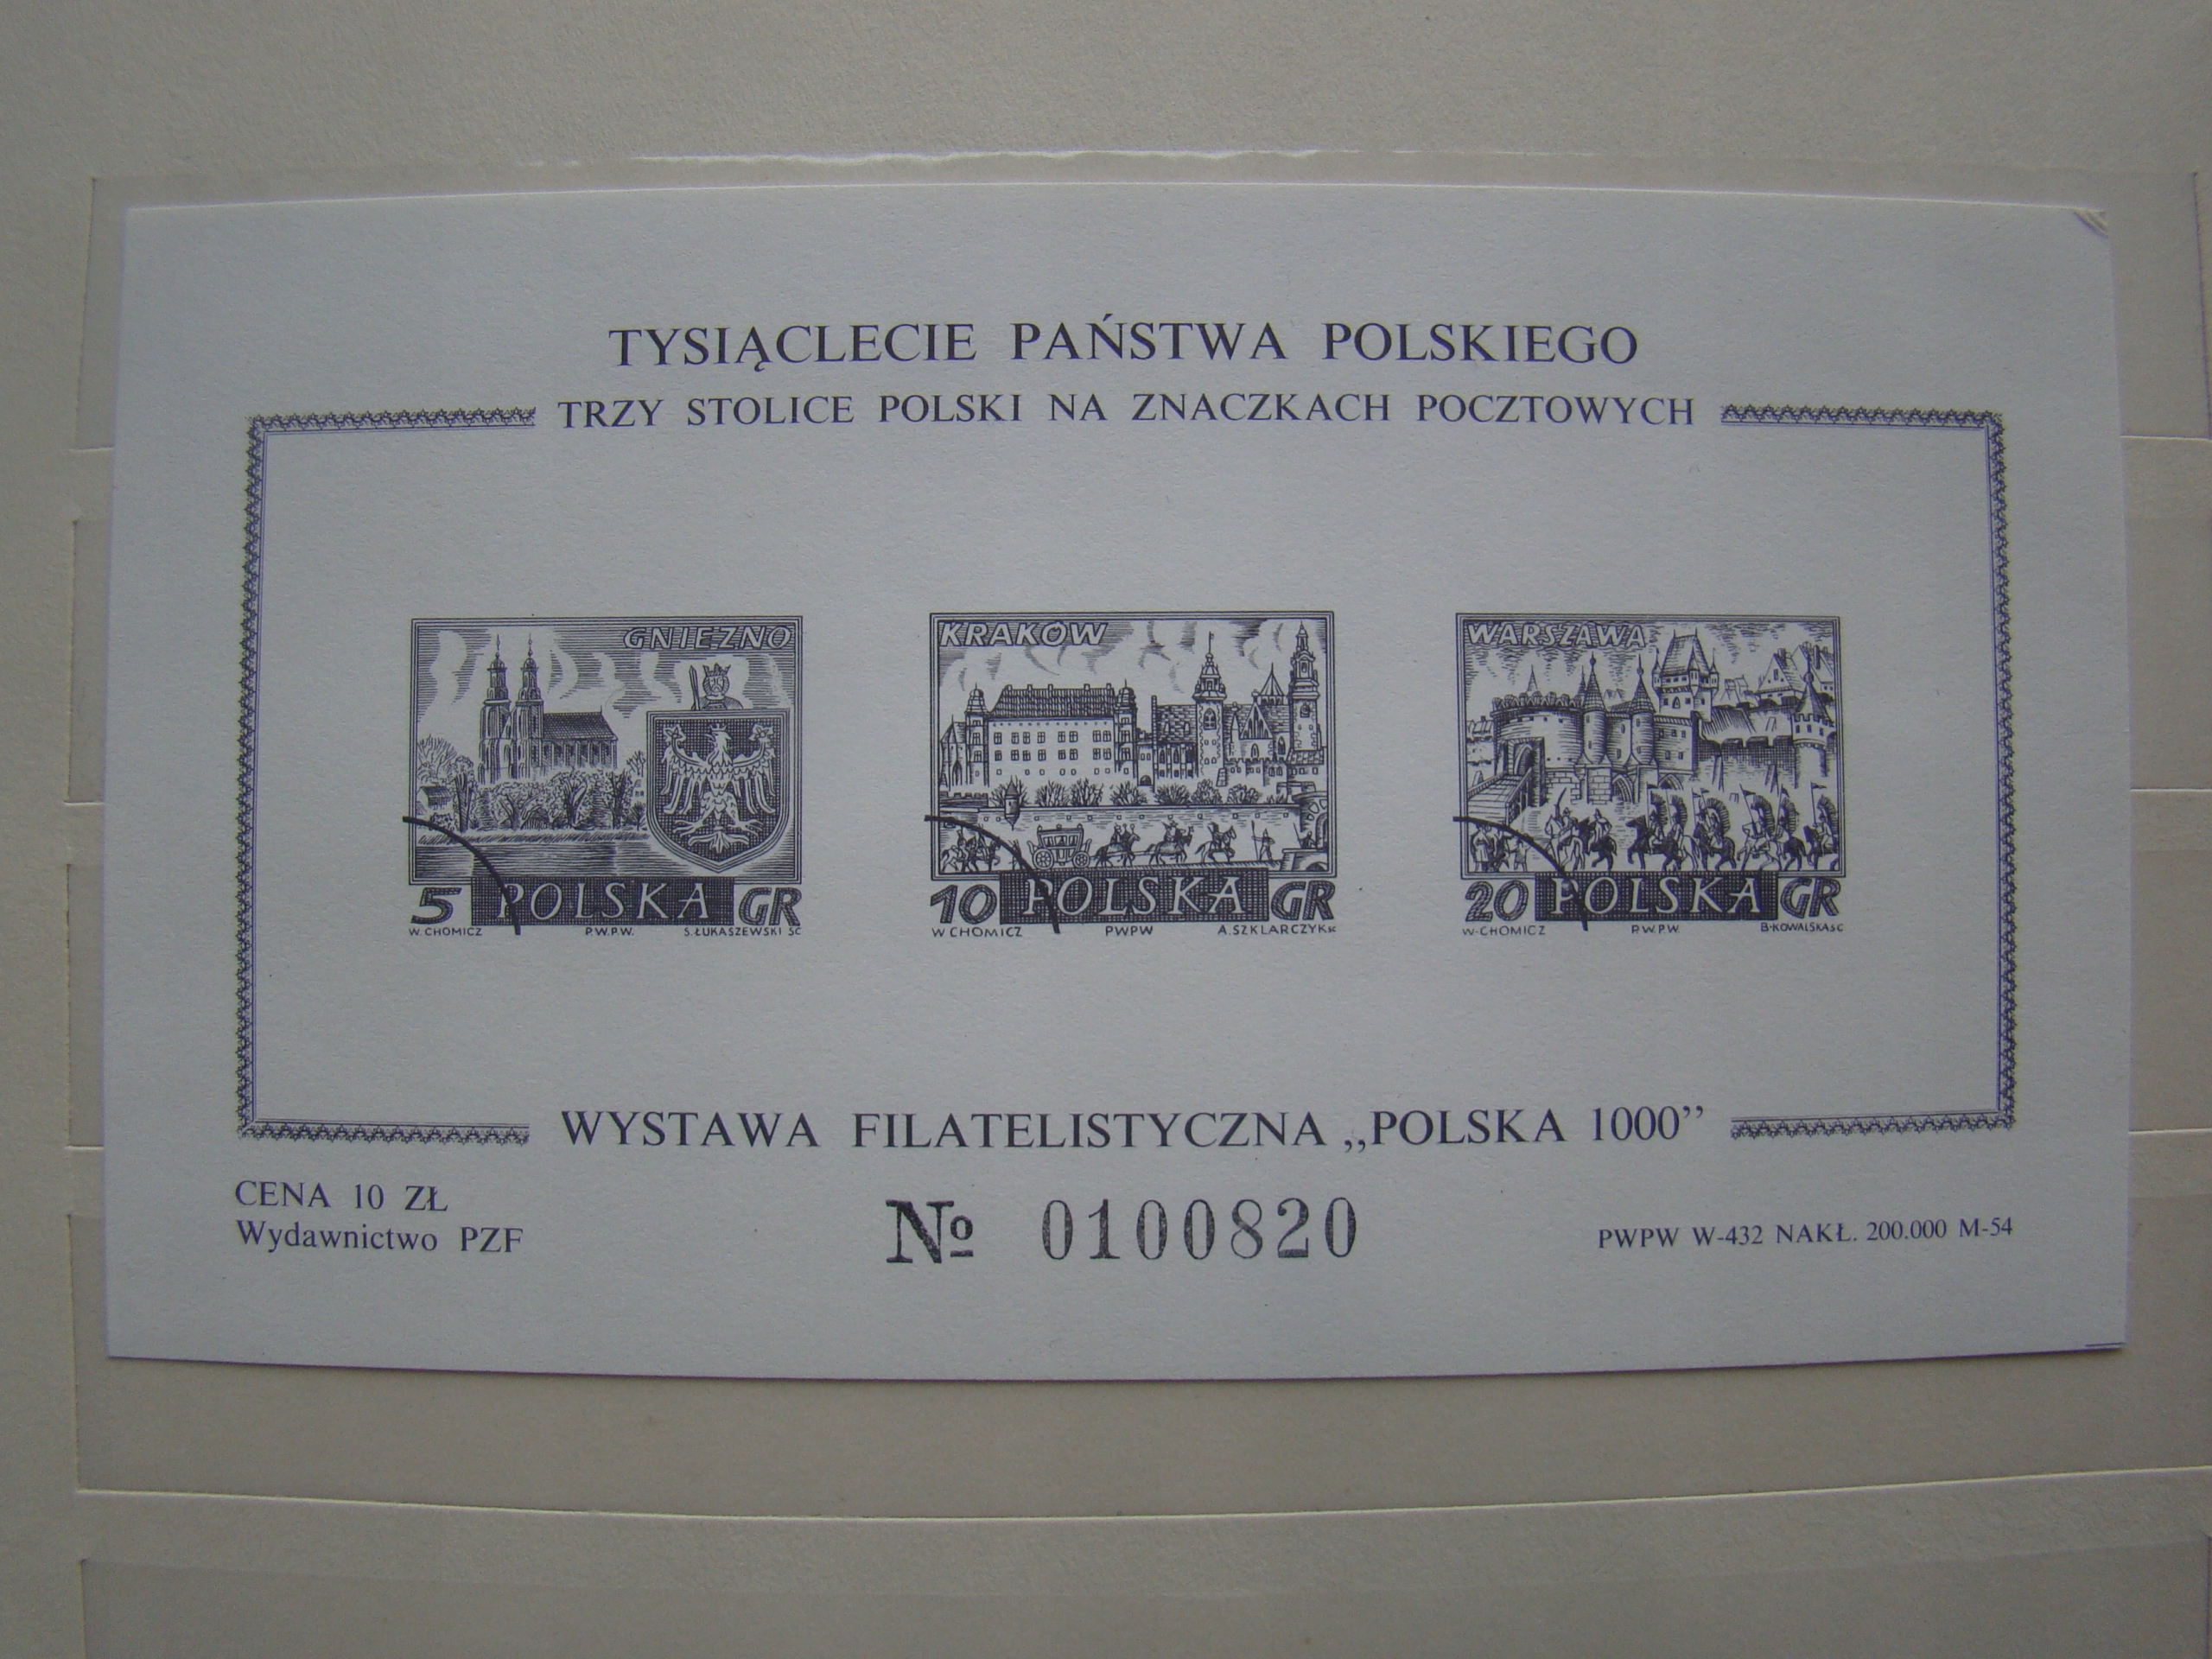 TYSIĄCLECIE PAŃSTWA POLSKIEGO
TRZY STOLICE POLSKI NA ZNACZKACH POCZTOWYCH
GNIEZNO
5 POLSKA GR
W. CHOMICZ P.W.P.W. S. ŁUKASZEWSKI SC
KRAKÓW
10 POLSKA GR
W CHOMICZ PWPW A. SZKLARCZYK SC
WARSZAWA
20 POLSKA GR
W. CHOMICZ P.W.P.W. B. KOWALSKA SC
WYSTAWA FILATELISTYCZNA „POLSKA 1000”
CENA 10 ZŁ
Wydawnictwo PZF
№ 0100820
PWPW W-432 NAKŁ. 200.000 M-54